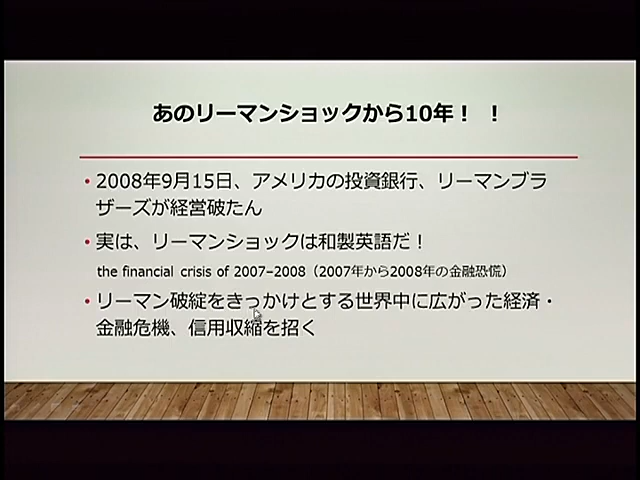 あのリーマンショックから10年！！
• 2008年9月15日、アメリカの投資銀行、リーマンブラ
ザーズが経営破たん
• 実は、リーマンショックは和製英語だ！
the financial crisis of 2007–2008（2007年から2008年の金融恐慌）
• リーマン破綻をきっかけとする世界中に広がった経済・
金融危機、信用収縮を招く